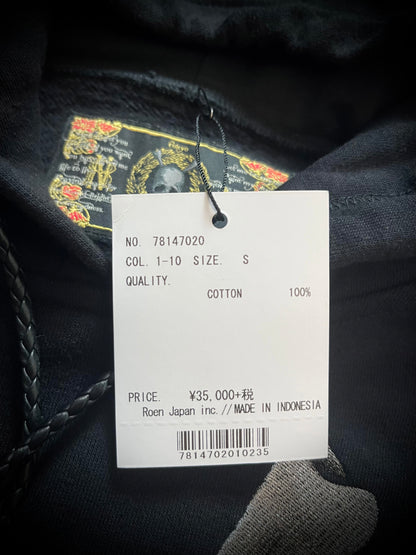 Tokyo
NO. 78147020
COL. 1-10 SIZE. S
QUALITY.
COTTON 100%
PRICE. ¥35,000+税
Roen Japan inc.//MADE IN INDONESIA
7814702010235